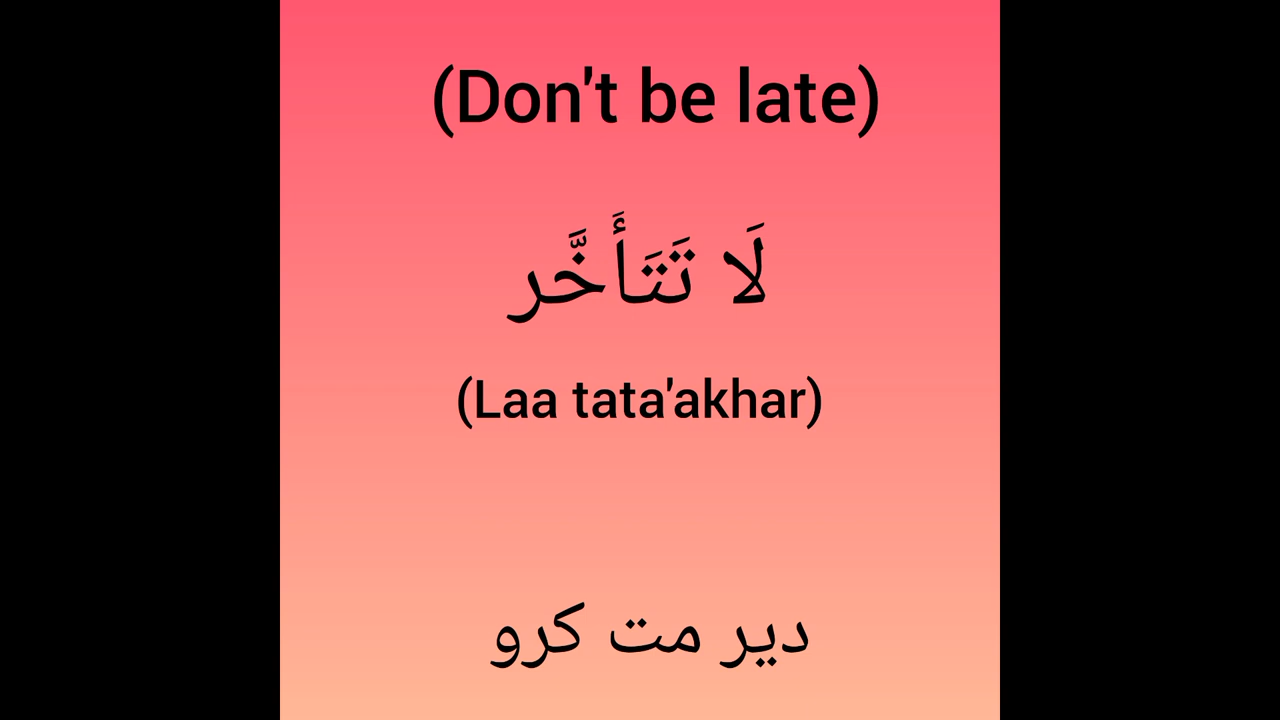 (Don't be late)
لَا تَتَأَخَّر
(Laa tata'akhar)
دیر مت کرو